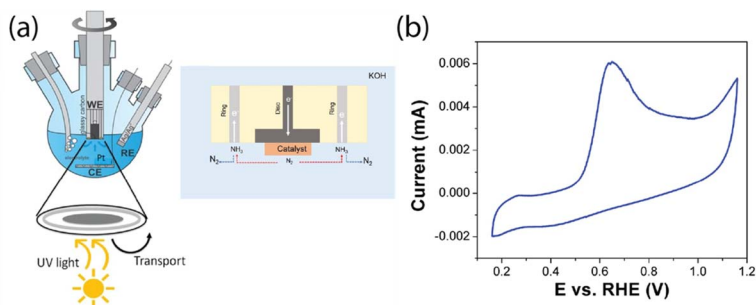 (a)
WE
glassy carbon
RE
Pt
CE
UV light
Transport
KOH
Ring
Disc
Ring
e⁻
e⁻
e⁻
Catalyst
NH₃
NH₃
N₂
N₂
N₂
(b)
Current (mA)
0.006
0.004
0.002
0.000
-0.002
0.2
0.4
0.6
0.8
1.0
1.2
E vs. RHE (V)